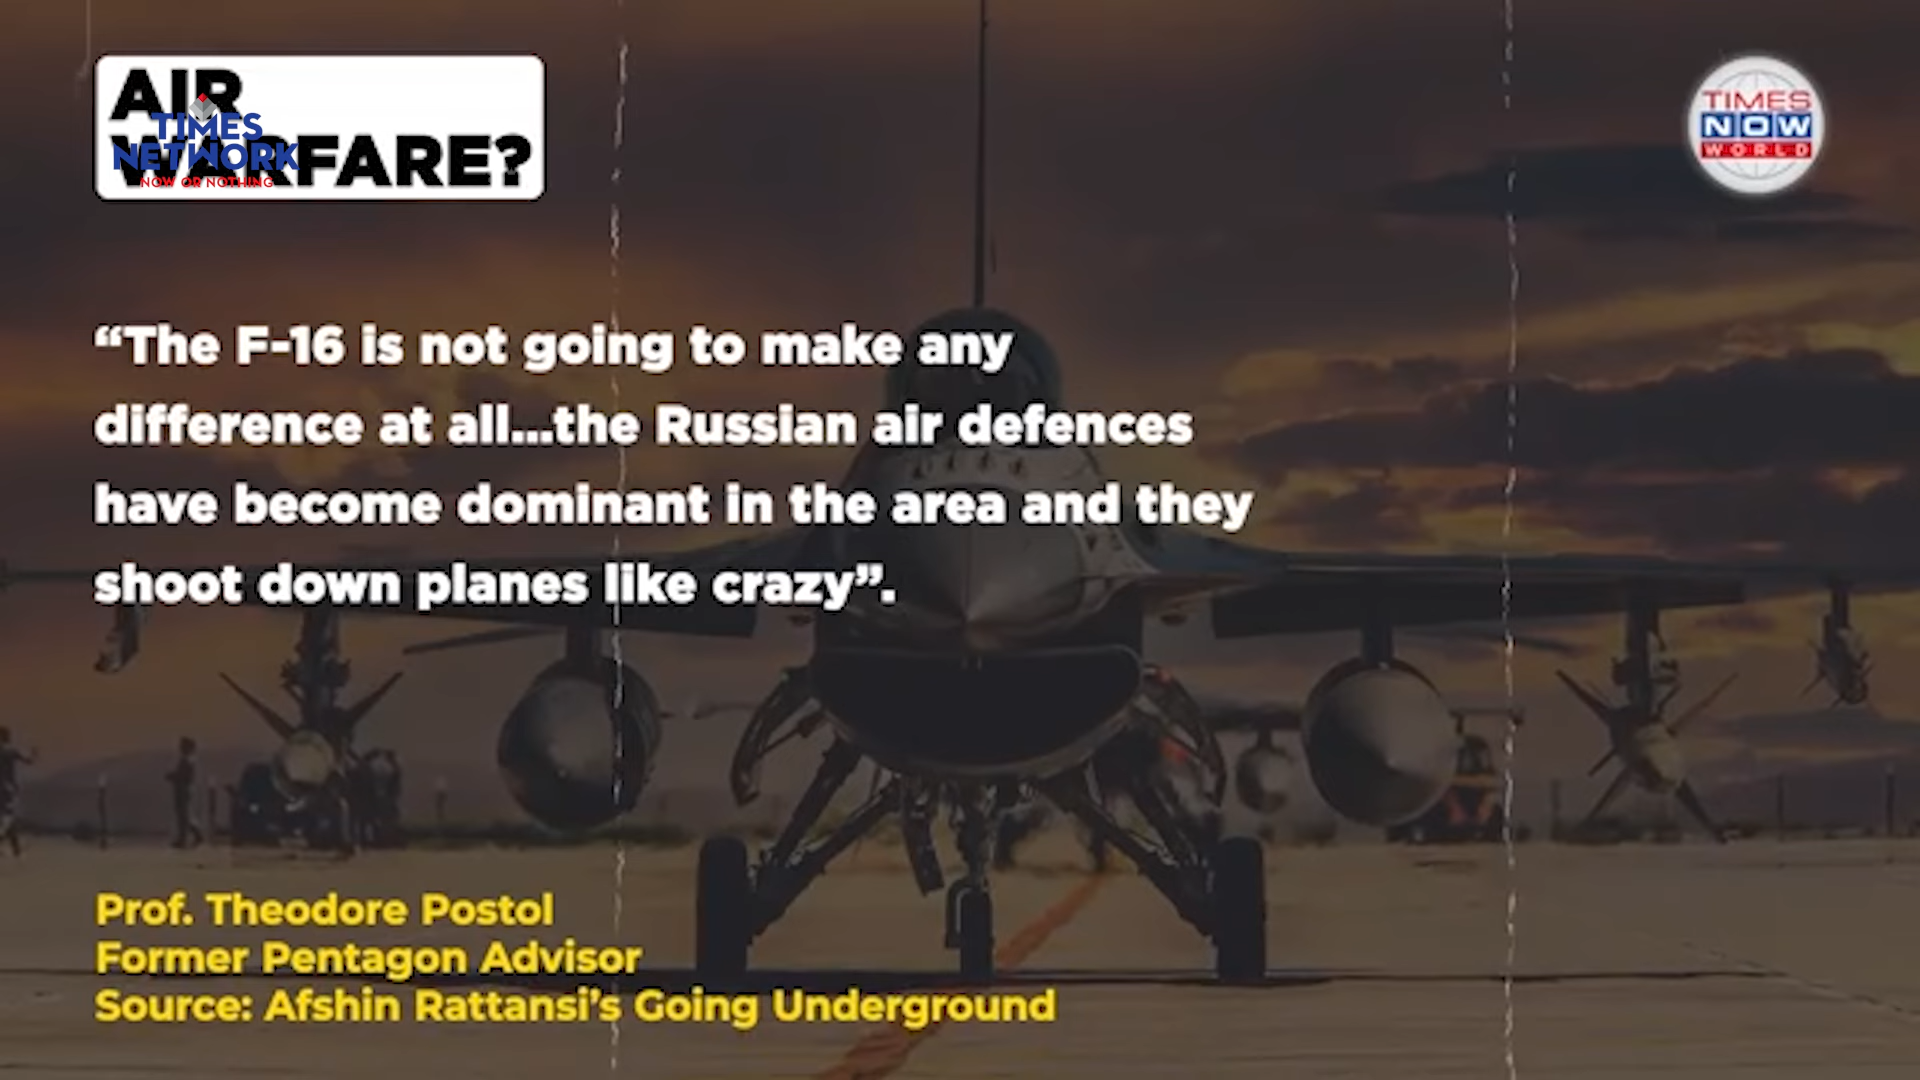 AIR
WARFARE?
TIMES
NETWORK
NOW OR NOTHING
TIMES
NOW
WORLD
“The F-16 is not going to make any
difference at all...the Russian air defences
have become dominant in the area and they
shoot down planes like crazy”.
Prof. Theodore Postol
Former Pentagon Advisor
Source: Afshin Rattansi’s Going Underground